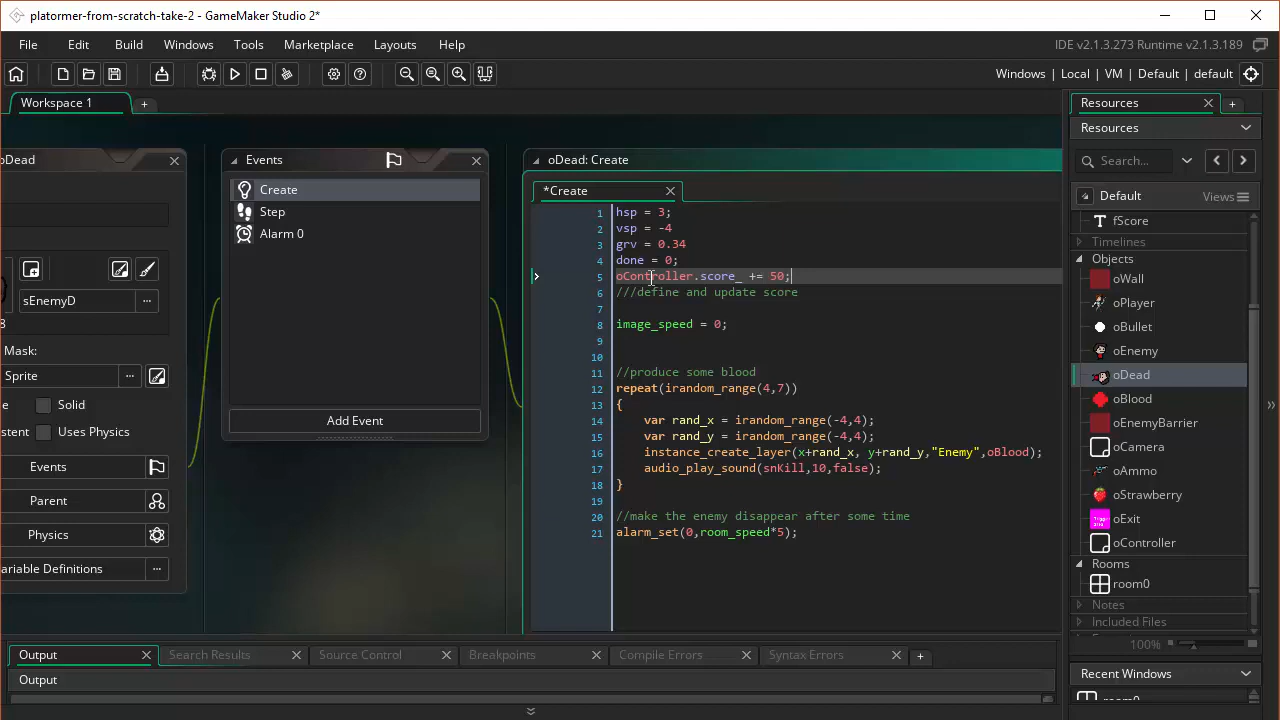 platormer-from-scratch-take-2 - GameMaker Studio 2*
File Edit Build Windows Tools Marketplace Layouts Help
IDE v2.1.3.273 Runtime v2.1.3.189
Windows | Local | VM | Default | default
Workspace 1
+
oDead
Events
oDead: Create
Create
Step
Alarm 0
Add Event
sEnemyD
8
Mask:
Sprite
Solid
Uses Physics
Events
Parent
Physics
ariable Definitions
*Create
1 hsp = 3;
2 vsp = -4
3 grv = 0.34
4 done = 0;
5 oController.score_ += 50;
6 ///define and update score
7
8 image_speed = 0;
9
10
11 //produce some blood
12 repeat(irandom_range(4,7))
13 {
14 var rand_x = irandom_range(-4,4);
15 var rand_y = irandom_range(-4,4);
16 instance_create_layer(x+rand_x, y+rand_y,"Enemy",oBlood);
17 audio_play_sound(snKill,10,false);
18 }
19
20 //make the enemy disappear after some time
21 alarm_set(0,room_speed*5);
Resources
+
Resources
Search...
Default
Views
fScore
Timelines
Objects
oWall
oPlayer
oBullet
oEnemy
oDead
oBlood
oEnemyBarrier
oCamera
oAmmo
oStrawberry
oExit
oController
Rooms
room0
Notes
Included Files
100%
Recent Windows
room0
Output Search Results Source Control Breakpoints Compile Errors Syntax Errors +
Output